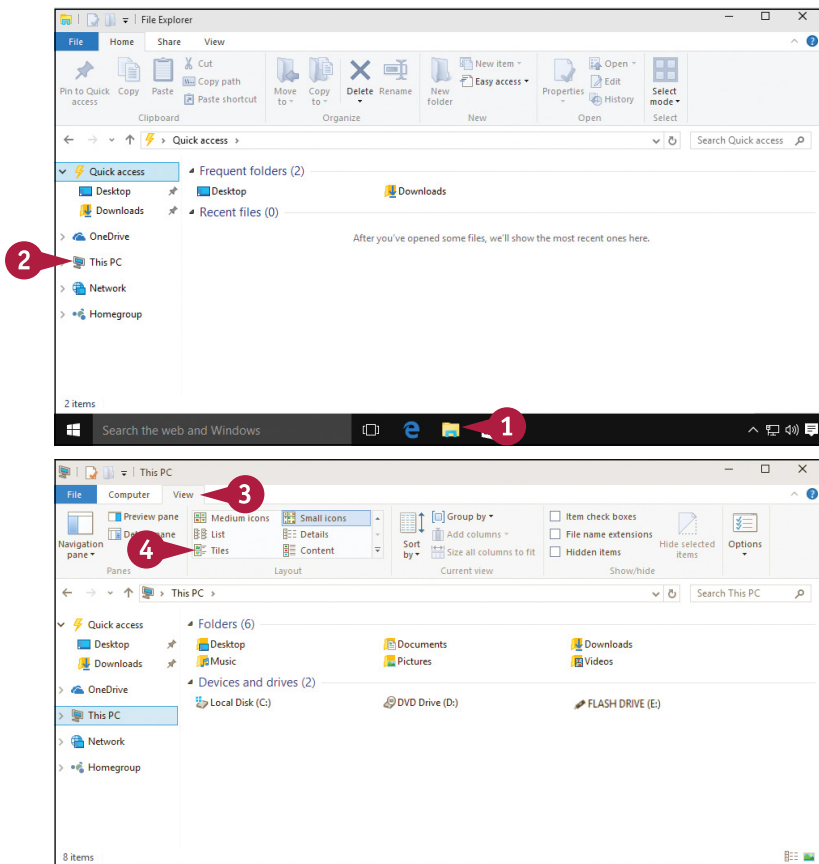 File Explorer
File Home Share View
Pin to Quick access
Copy
Paste
Cut
Copy path
Paste shortcut
Clipboard
Move to
Copy to
Delete
Rename
Organize
New folder
New item
Easy access
New
Properties
Open
Edit
History
Open
Select mode
Select
Quick access
Search Quick access
Quick access
Desktop
Downloads
OneDrive
2
This PC
Network
Homegroup
Frequent folders (2)
Desktop
Downloads
Recent files (0)
After you've opened some files, we'll show the most recent ones here.
2 items
Search the web and Windows
1
This PC
File Computer View
3
Navigation pane
Preview pane
pane
Panes
4
Medium icons
Small icons
List
Details
Tiles
Content
Layout
Sort by
Group by
Add columns
Size all columns to fit
Current view
Item check boxes
File name extensions
Hidden items
Hide selected items
Show/hide
Options
This PC
Search This PC
Quick access
Desktop
Downloads
OneDrive
This PC
Network
Homegroup
Folders (6)
Desktop
Documents
Downloads
Music
Pictures
Videos
Devices and drives (2)
Local Disk (C:)
DVD Drive (D:)
FLASH DRIVE (E:)
8 items